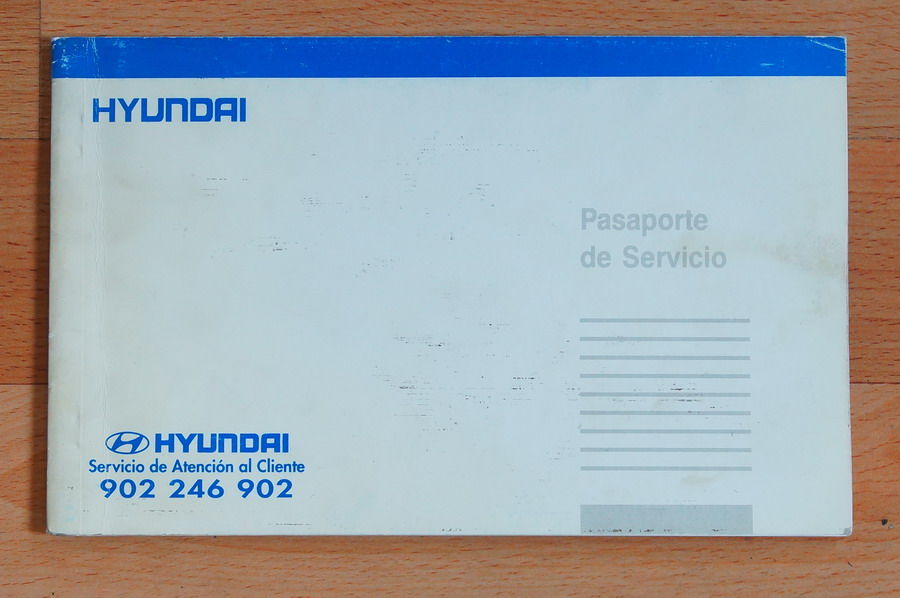 HYUNDAI
Pasaporte
de Servicio
HYUNDAI
Servicio de Atención al Cliente
902 246 902